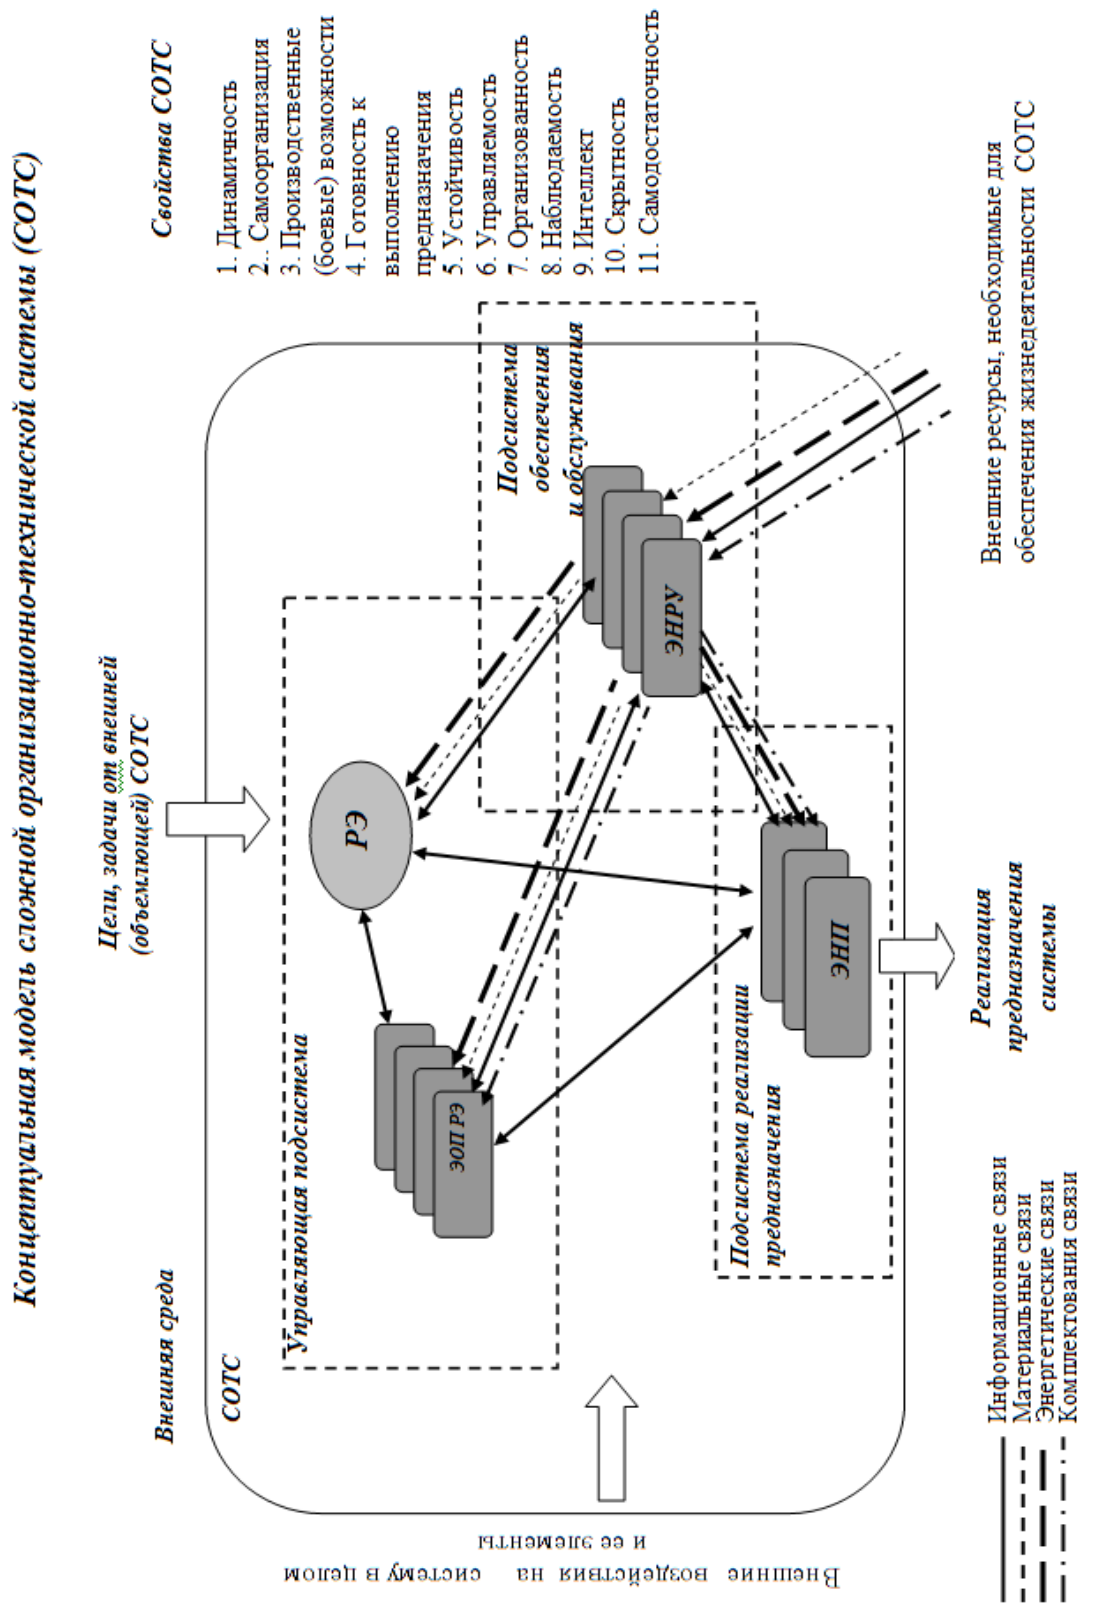 Концептуальная модель сложной организационно-технической системы (СОТС)
Внешняя среда
Цели, задачи от внешней
(объемлющей) СОТС
Свойства СОТС
1. Динамичность
2.. Самоорганизация
3. Производственные
(боевые) возможности
4. Готовность к
выполнению
предназначения
5. Устойчивость
6. Управляемость
7. Организованность
8. Наблюдаемость
9. Интеллект
10. Скрытность
11. Самодостаточность
СОТС
Управляющая подсистема
РЭ
ЭОП РЭ
Подсистема
обеспечения
и обслуживания
ЭНРУ
Подсистема реализации
предназначения
ЭНП
Внешние воздействия на систему в целом
и ее элементы
Реализация
предназначения
системы
Внешние ресурсы, необходимые для
обеспечения жизнедеятельности СОТС
Информационные связи
Материальные связи
Энергетические связи
Комплектования связи